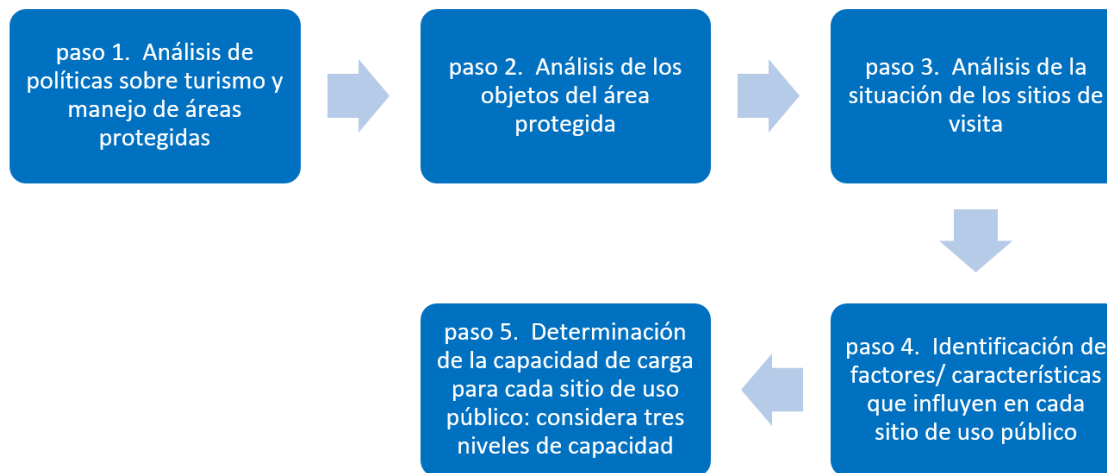 paso 1.  Análisis de
políticas sobre turismo y
manejo de áreas
protegidas
paso 2.  Análisis de los
objetos del área
protegida
paso 3.  Análisis de la
situación de los sitios de
visita
paso 4.  Identificación de
factores/ características
que influyen en cada
sitio de uso público
paso 5.  Determinación
de la capacidad de carga
para cada sitio de uso
público: considera tres
niveles de capacidad